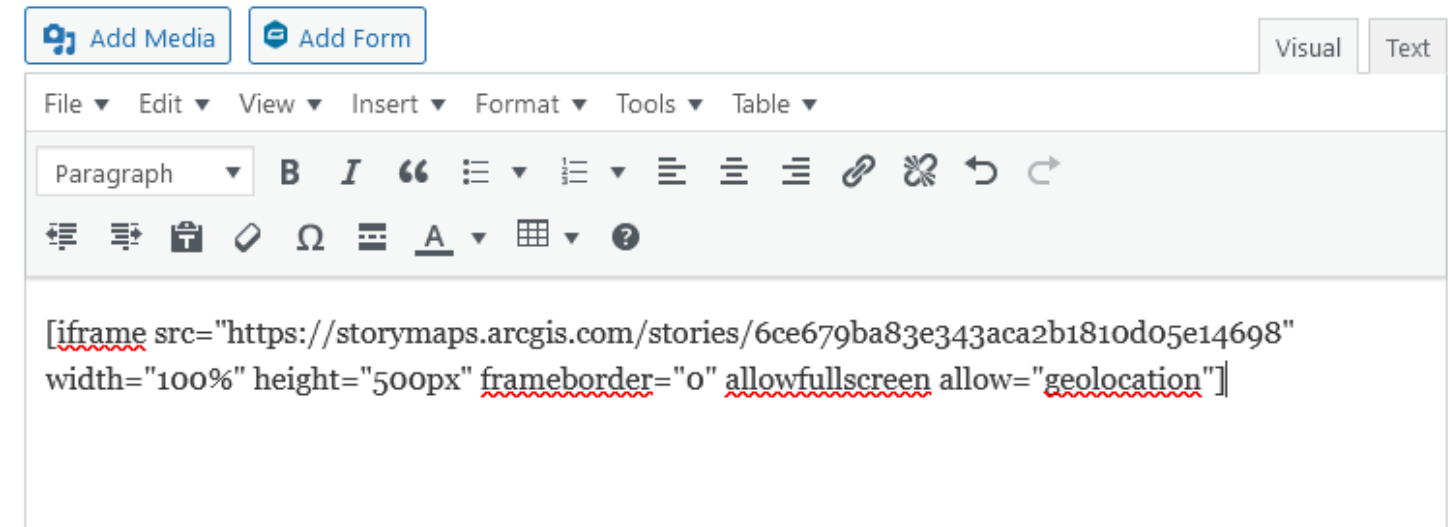 Add Media Add Form
Visual Text
File Edit View Insert Format Tools Table
Paragraph B I
A
[iframe src="https://storymaps.arcgis.com/stories/6ce679ba83e343aca2b1810d05e14698"
width="100%" height="500px" frameborder="0" allowfullscreen allow="geolocation"]